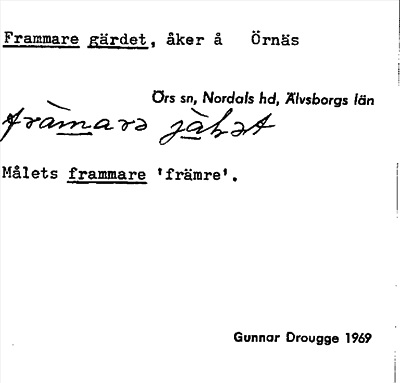 Frammare gärdet, åker å Örnäs
Örs sn, Nordals hd, Älvsborgs län
Målets frammare 'främre'.
Gunnar Drougge 1969